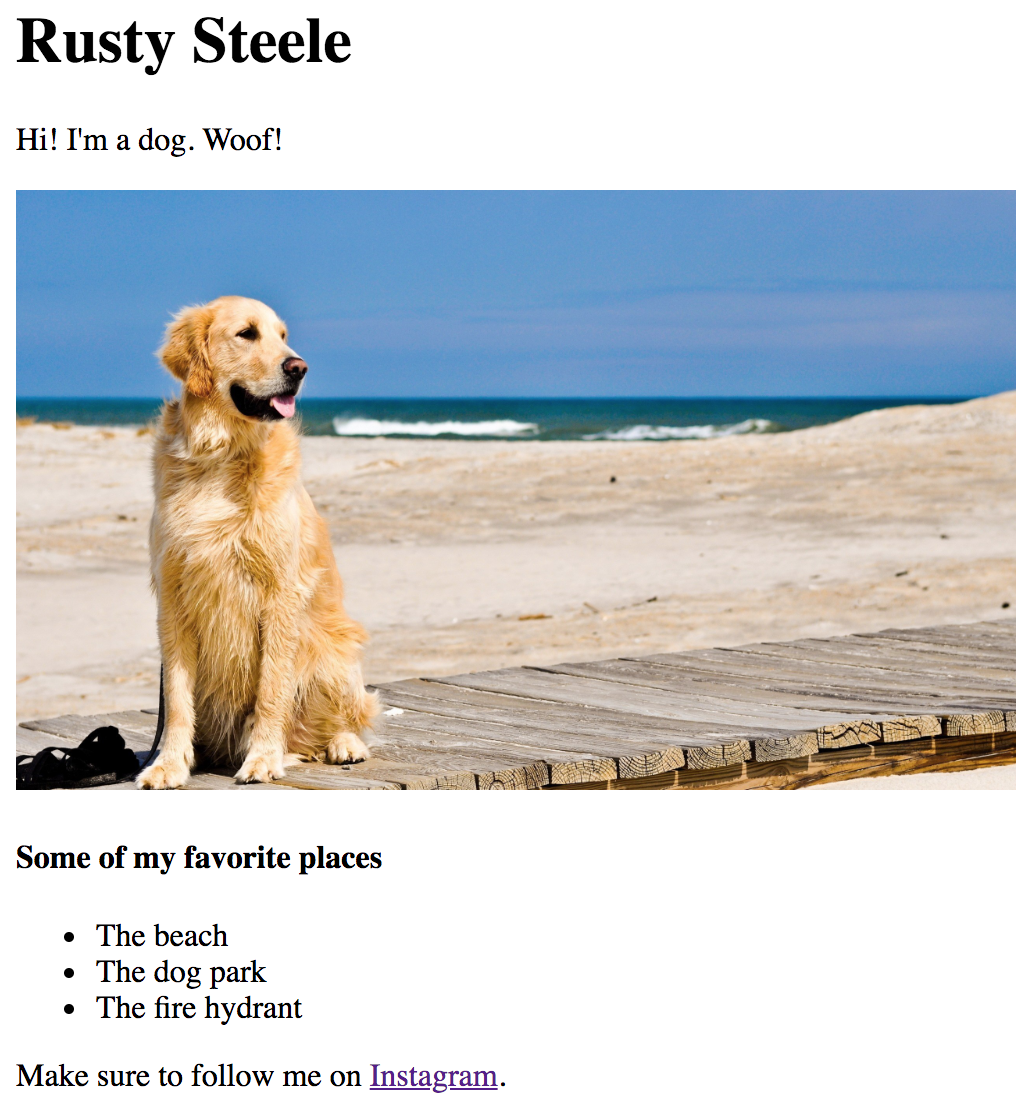 Rusty Steele
Hi! I'm a dog. Woof!
Some of my favorite places
• The beach
• The dog park
• The fire hydrant
Make sure to follow me on Instagram.